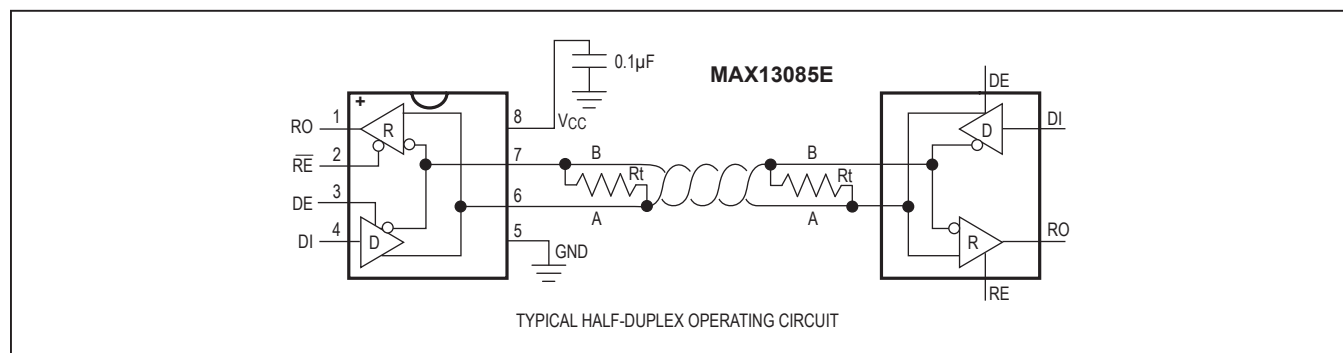 0.1µF
MAX13085E
DE
+
RO 1
R
8 VCC
D
DI
RE 2
7 B
B
Rt
Rt
DE 3
6 A
A
DI 4
D
5 GND
R
RO
RE
TYPICAL HALF-DUPLEX OPERATING CIRCUIT